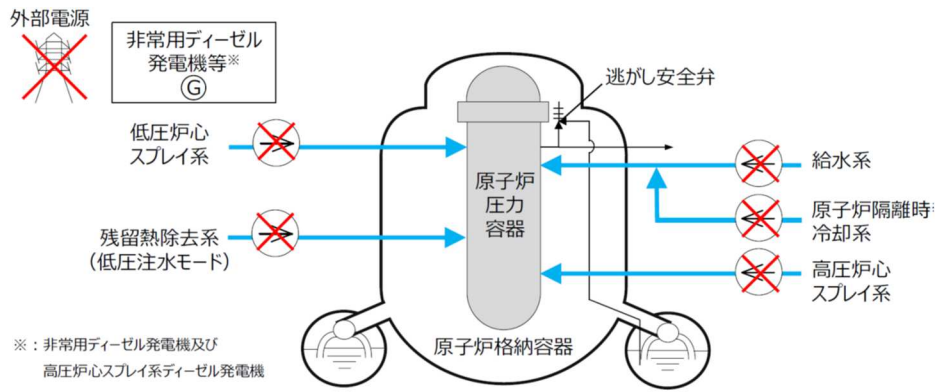 外部電源
非常用ディーゼル
発電機等※
G
逃がし安全弁
低圧炉心
スプレイ系
給水系
原子炉
圧力
容器
原子炉隔離時
冷却系
残留熱除去系
（低圧注水モード）
高圧炉心
スプレイ系
原子炉格納容器
※：非常用ディーゼル発電機及び
高圧炉心スプレイ系ディーゼル発電機